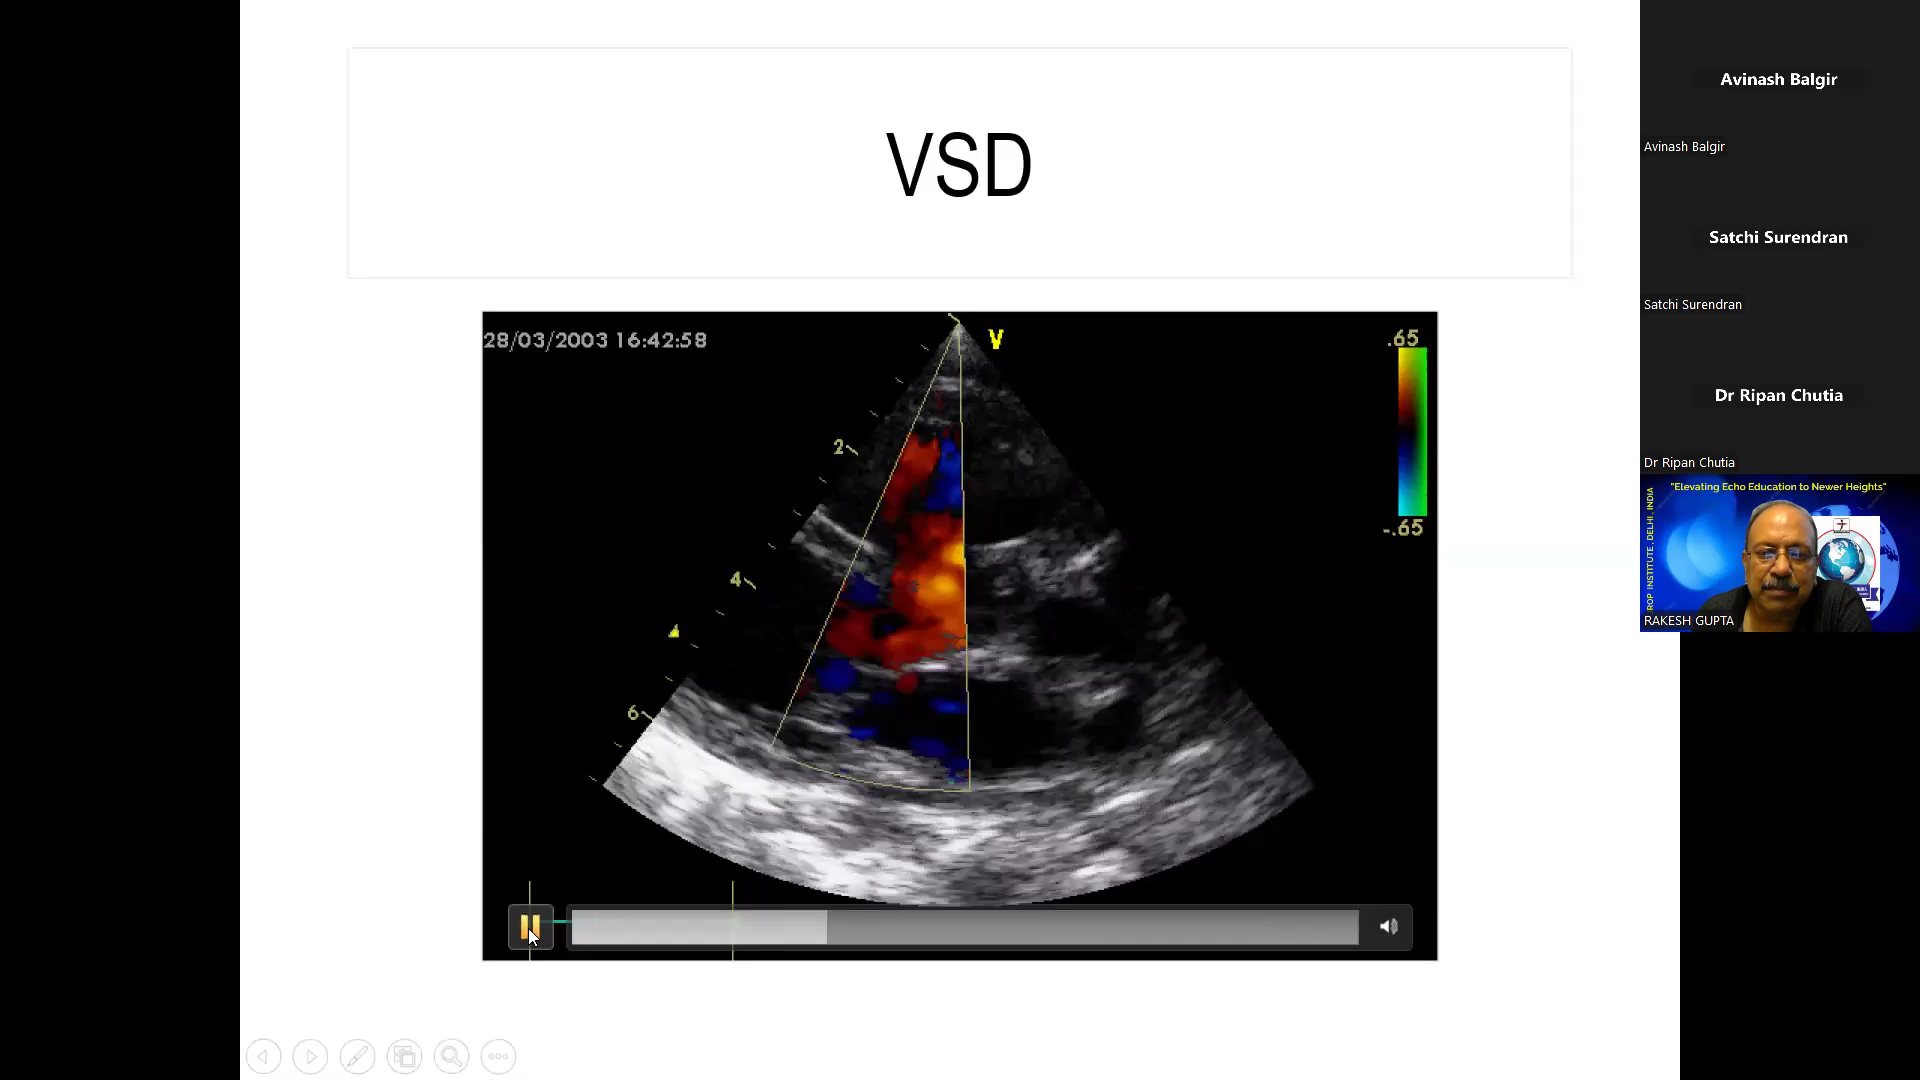 VSD
28/03/2003 16:42:58
V
.65
-.65
2
4
6
Avinash Balgir
Avinash Balgir
Satchi Surendran
Satchi Surendran
Dr Ripan Chutia
Dr Ripan Chutia
"Elevating Echo Education to Newer Heights"
ROP INSTITUTE , DELHI , INDIA
RAKESH GUPTA